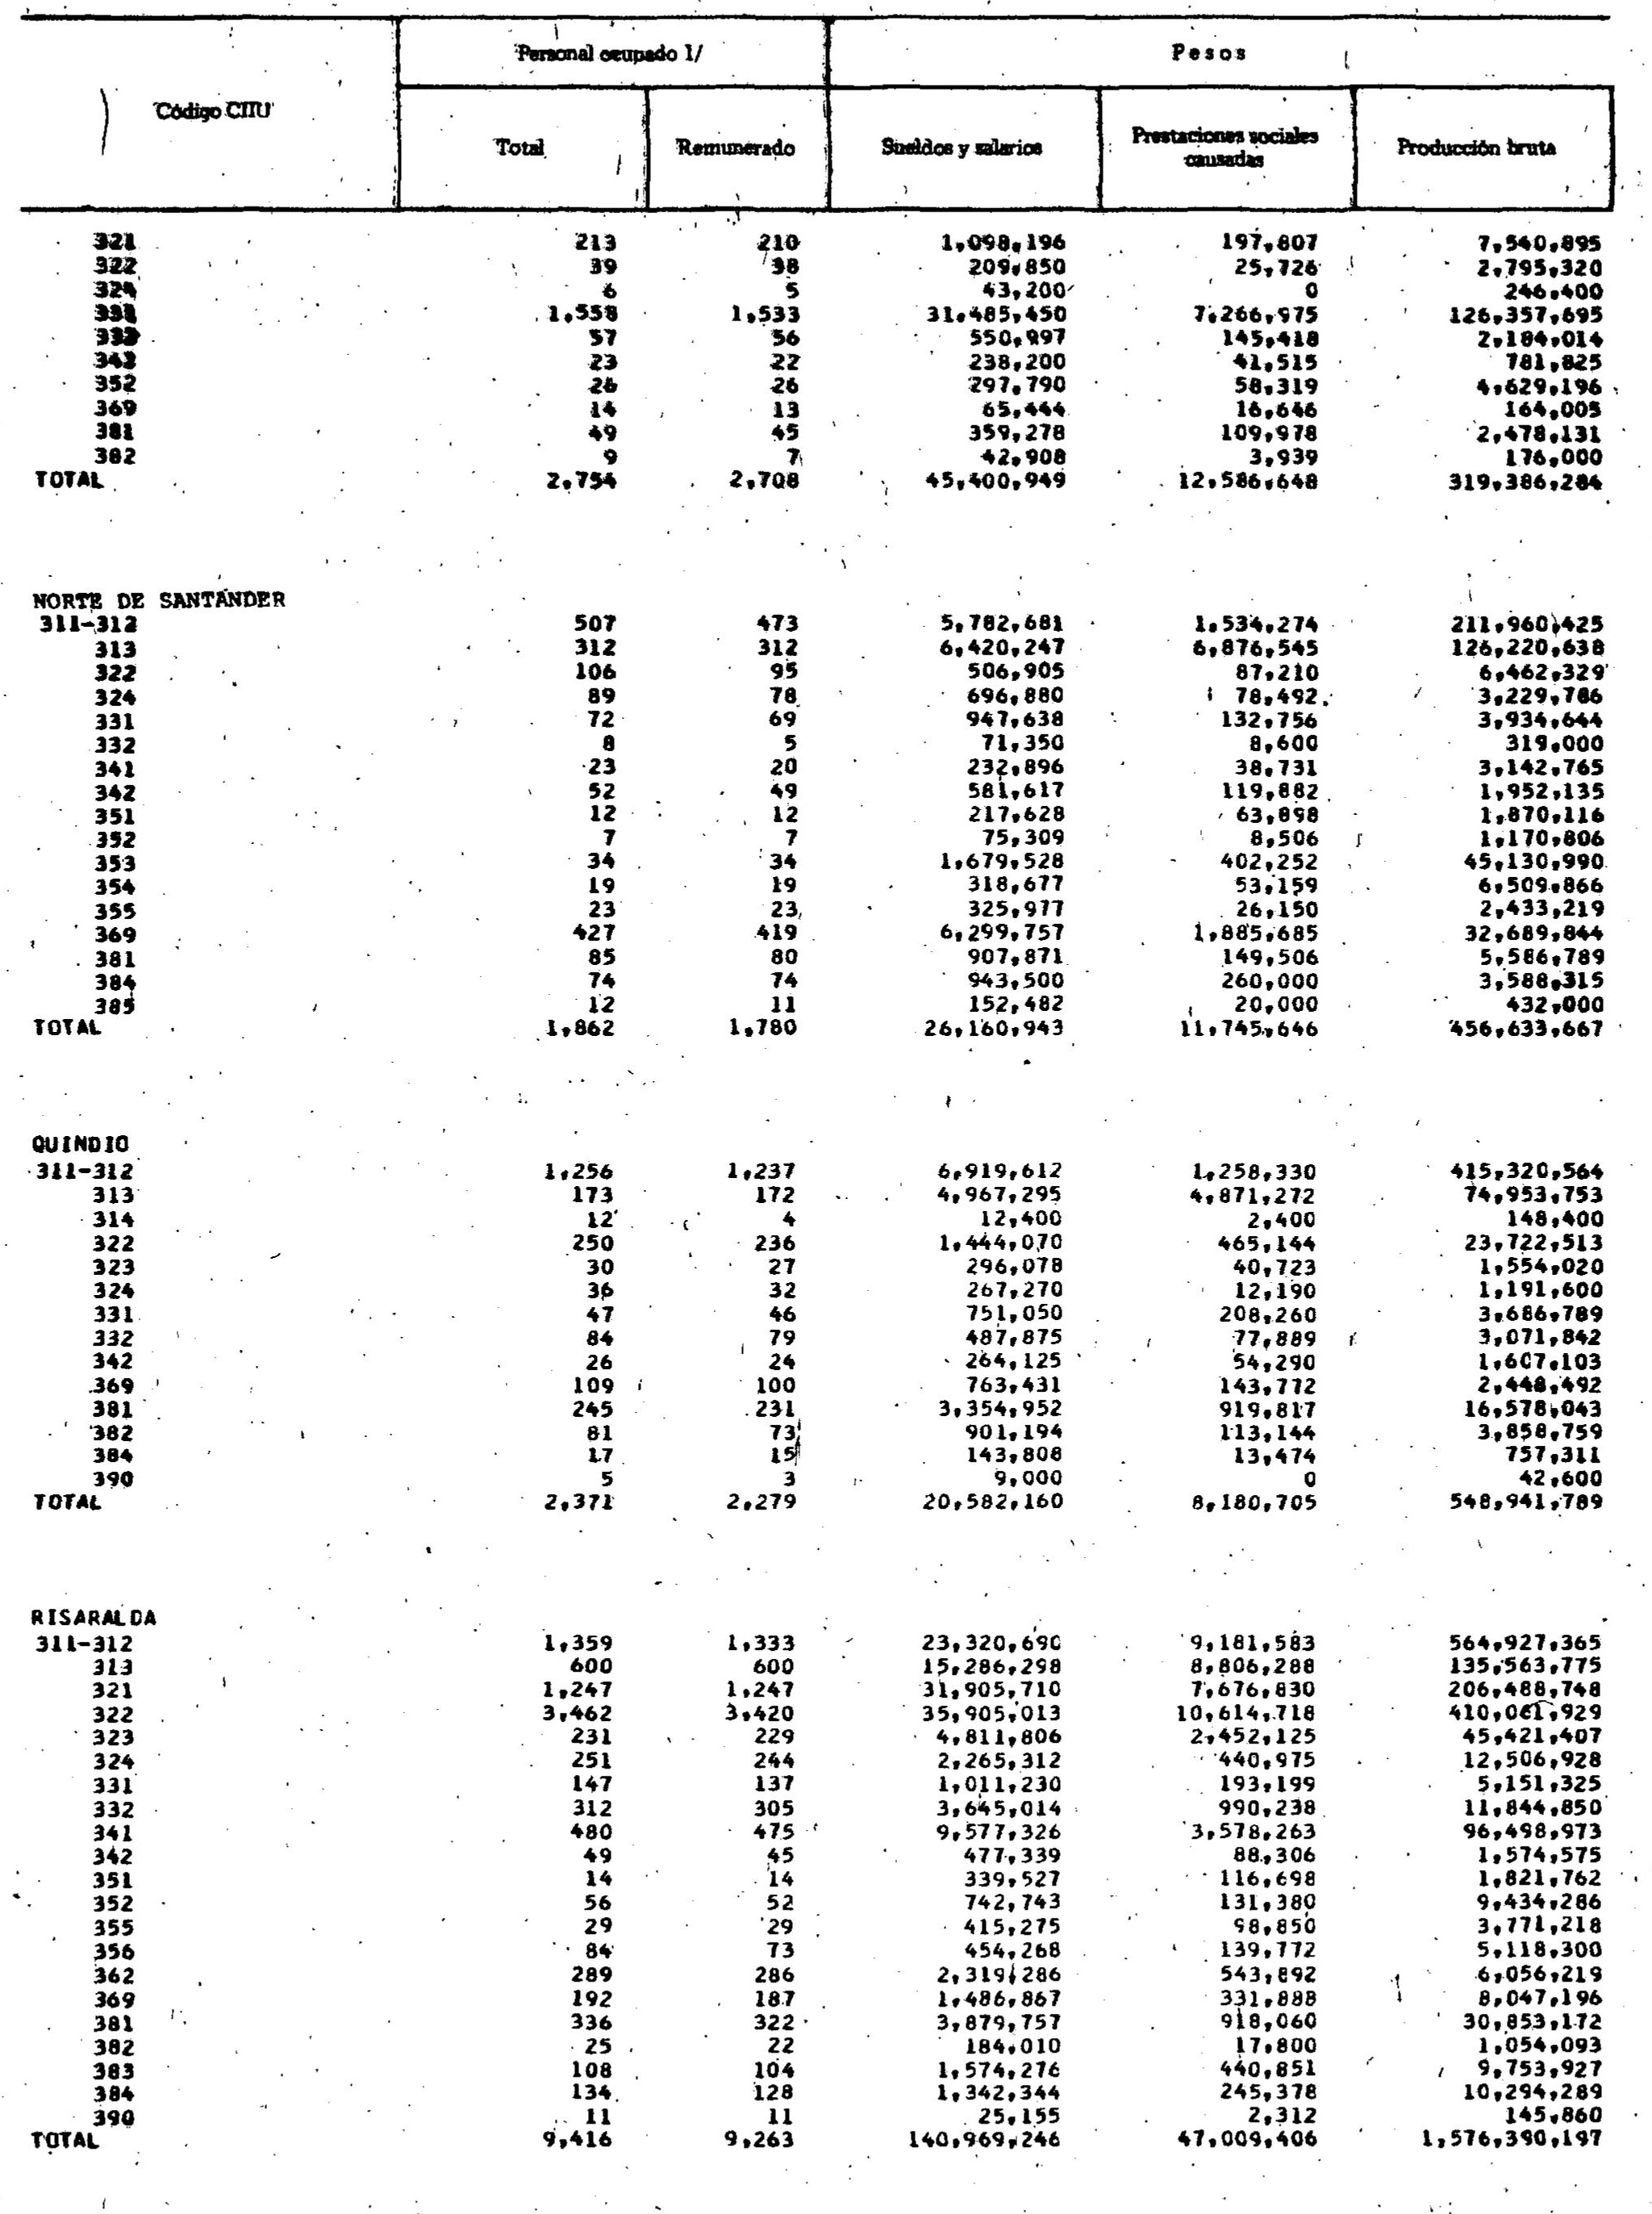 Código CIIU Personal ocupado 1/ Pesos
Total Remunerado Sueldos y salarios Prestaciones sociales causadas Producción bruta
321 213 210 1,098,196 197,807 7,540,895
322 39 38 209,850 25,726 2,795,320
324 6 5 43,200 0 246,400
331 1,558 1,533 31,485,450 7,266,975 126,357,695
332 57 56 550,997 145,418 2,184,014
342 23 22 238,200 41,515 781,825
352 26 26 297,790 58,319 4,629,196
369 14 13 65,444 16,646 164,005
381 49 45 359,278 109,978 2,478,131
382 9 7 42,908 3,939 176,000
TOTAL 2,754 2,708 45,400,949 12,586,648 319,386,284
NORTE DE SANTANDER
311-312 507 473 5,782,681 1,534,274 211,960,425
313 312 312 6,420,247 6,876,545 126,220,638
322 106 95 506,905 87,210 6,462,329
324 89 78 696,880 78,492 3,229,786
331 72 69 947,638 132,756 3,934,644
332 8 5 71,350 8,600 319,000
341 23 20 232,896 38,731 3,142,765
342 52 49 581,617 119,882 1,952,135
351 12 12 217,628 63,898 1,870,116
352 7 7 75,309 8,506 1,170,806
353 34 34 1,679,528 402,252 45,130,990
354 19 19 318,677 53,159 6,509,866
355 23 23 325,977 26,150 2,433,219
369 427 419 6,299,757 1,885,685 32,689,844
381 85 80 907,871 149,506 5,586,789
384 74 74 943,500 260,000 3,588,315
385 12 11 152,482 20,000 432,000
TOTAL 1,862 1,780 26,160,943 11,745,646 456,633,667
QUINDIO
311-312 1,256 1,237 6,919,612 1,258,330 415,320,564
313 173 172 4,967,295 4,871,272 74,953,753
314 12 4 12,400 2,400 148,400
322 250 236 1,444,070 465,144 23,722,513
323 30 27 296,078 40,723 1,554,020
324 36 32 267,270 12,190 1,191,600
331 47 46 751,050 208,260 3,686,789
332 84 79 487,875 77,889 3,071,842
342 26 24 264,125 54,290 1,607,103
369 109 100 763,431 143,772 2,448,492
381 245 231 3,354,952 919,817 16,578,043
382 81 73 901,194 113,144 3,858,759
384 17 15 143,808 13,474 757,311
390 5 3 9,000 0 42,600
TOTAL 2,371 2,279 20,582,160 8,180,705 548,941,789
RISARALDA
311-312 1,359 1,333 23,320,690 9,181,583 564,927,365
313 600 600 15,286,298 8,806,288 135,563,775
321 1,247 1,247 31,905,710 7,676,830 206,488,748
322 3,462 3,420 35,905,013 10,614,718 410,061,929
323 231 229 4,811,806 2,452,125 45,421,407
324 251 244 2,265,312 440,975 12,506,928
331 147 137 1,011,230 193,199 5,151,325
332 312 305 3,645,014 990,238 11,844,850
341 480 475 9,577,326 3,578,263 96,498,973
342 49 45 477,339 88,306 1,574,575
351 14 14 339,527 116,698 1,821,762
352 56 52 742,743 131,380 9,434,286
355 29 29 415,275 98,850 3,771,218
356 84 73 454,268 139,772 5,118,300
362 289 286 2,319,286 543,892 6,056,219
369 192 187 1,486,867 331,888 8,047,196
381 336 322 3,879,757 918,060 30,853,172
382 25 22 184,010 17,800 1,054,093
383 108 104 1,574,276 440,851 9,753,927
384 134 128 1,342,344 245,378 10,294,289
390 11 11 25,155 2,312 145,860
TOTAL 9,416 9,263 140,969,246 47,009,406 1,576,390,197